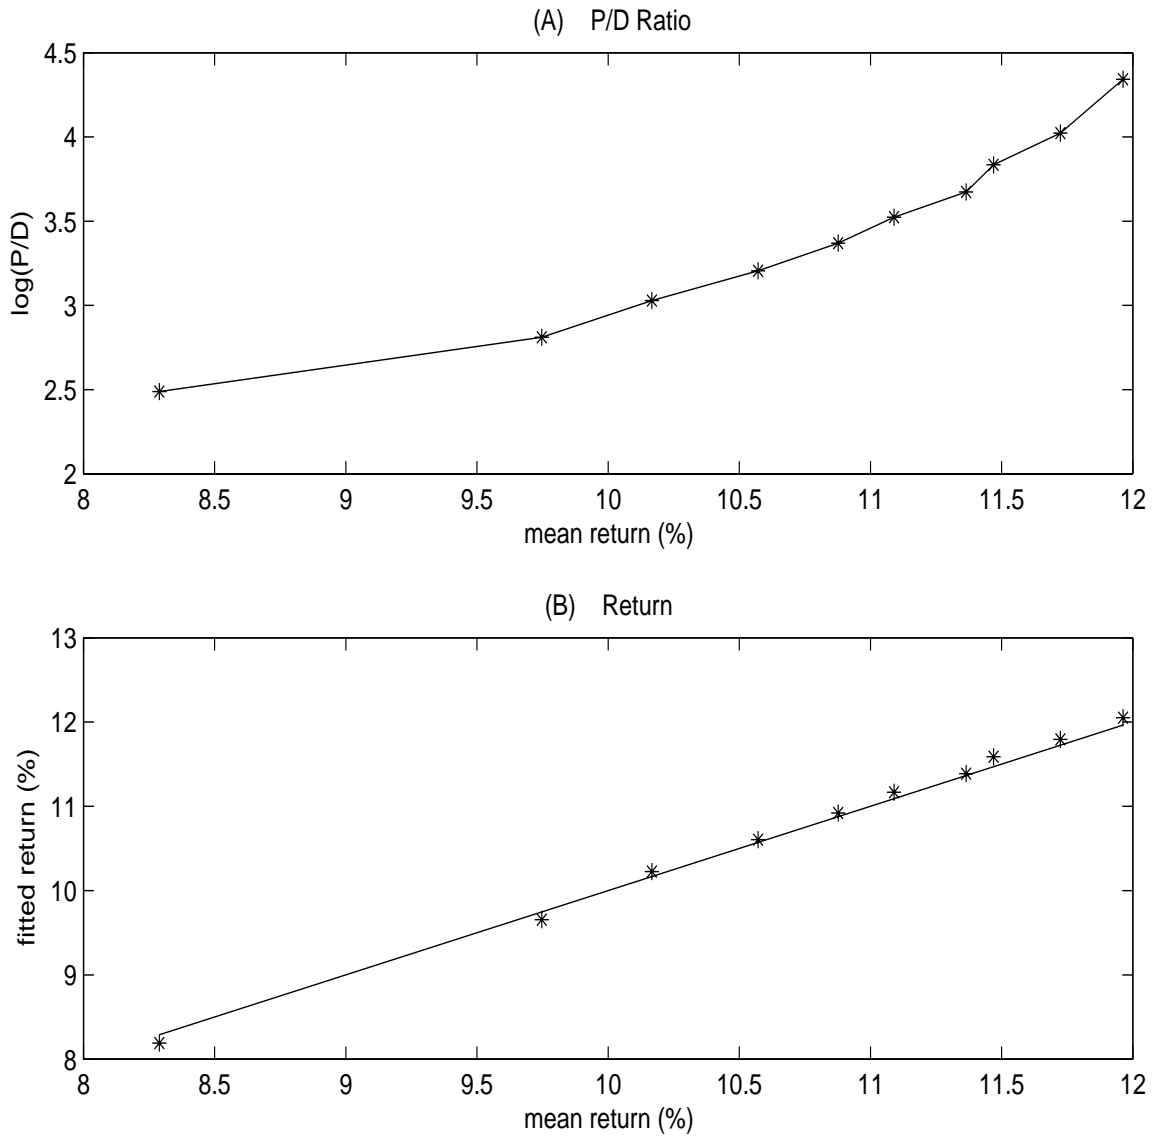 (A) P/D Ratio
4.5
4
3.5
3
2.5
2
log(P/D)
8 8.5 9 9.5 10 10.5 11 11.5 12
mean return (%)
(B) Return
13
12
11
10
9
8
fitted return (%)
8 8.5 9 9.5 10 10.5 11 11.5 12
mean return (%)